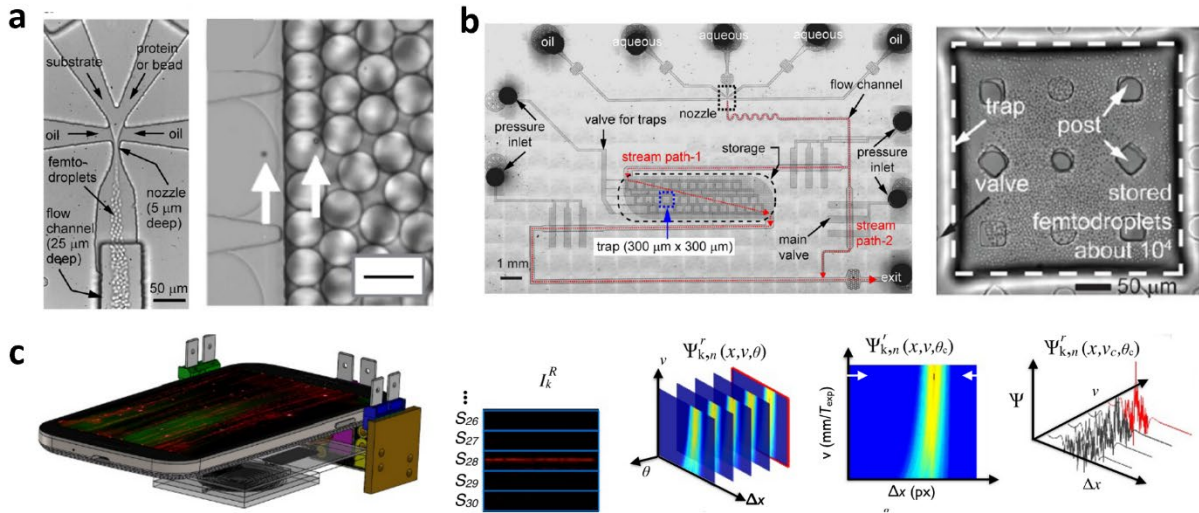 a
substrate
protein
or bead
oil
oil
femto-
droplets
nozzle
(5 μm
deep)
flow
channel
(25 μm
deep)
50 μm
b
oil
aqueous
aqueous
oil
flow channel
nozzle
pressure
inlet
valve for traps
storage
pressure
inlet
stream path-1
main
valve
stream
path-2
trap (300 μm x 300 μm)
1 mm
exit
trap
post
valve
stored
femtodroplets
about 10⁴
50 μm
c
I_k^R
S₂₆
S₂₇
S₂₈
S₂₉
S₃₀
Ψ^r_{k,n}(x,v,θ)
v
θ
Δx
Ψ^r_{k,n}(x,v,θ_c)
v (mm/T_exp)
Δx (px)
Ψ^r_{k,n}(x,v_c,θ_c)
Ψ
v
Δx